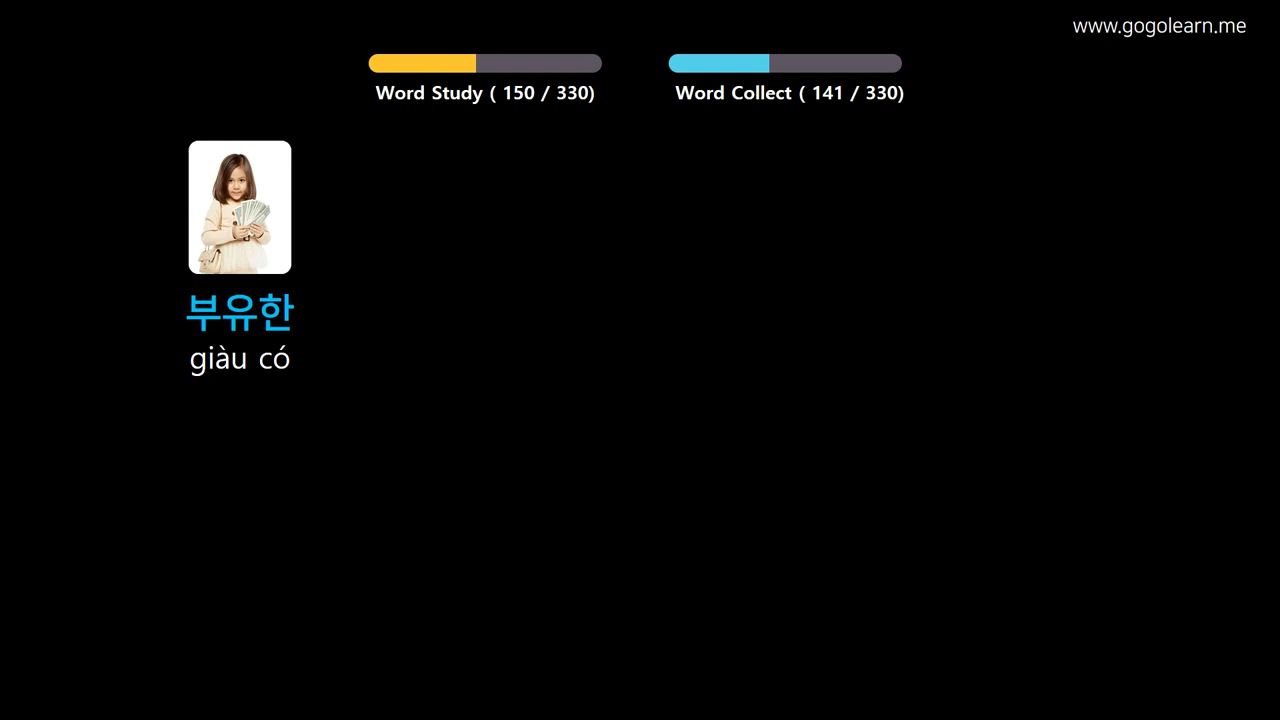 www.gogolearn.me
Word Study ( 150 / 330)
Word Collect ( 141 / 330)
부유한
giàu có